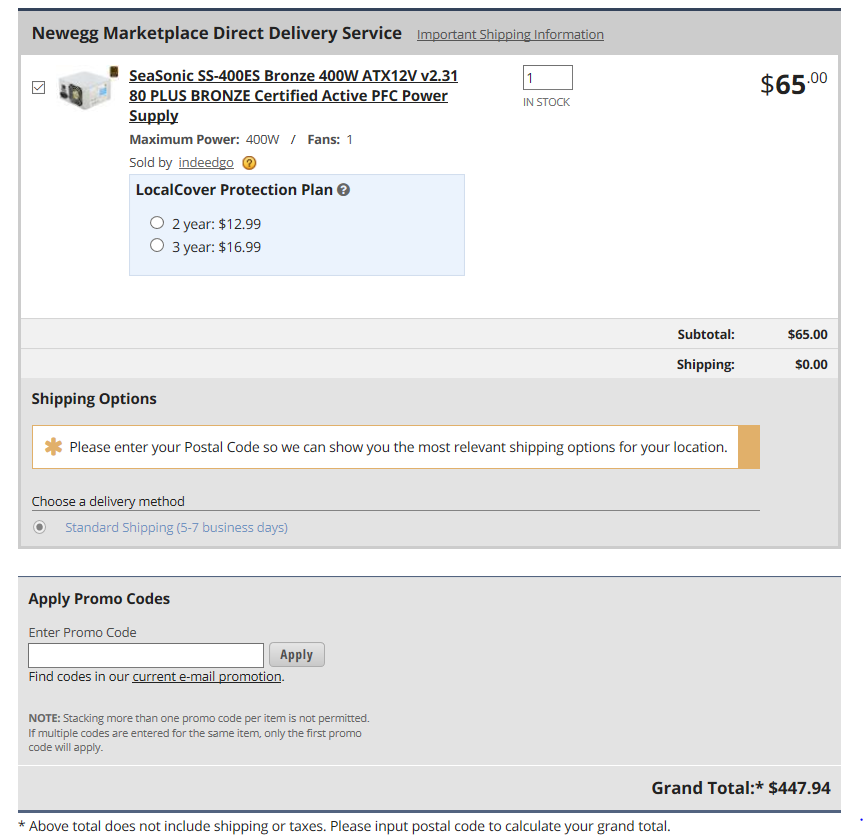 Newegg Marketplace Direct Delivery Service Important Shipping Information
SeaSonic SS-400ES Bronze 400W ATX12V v2.31
80 PLUS BRONZE Certified Active PFC Power
Supply
1
IN STOCK
$65.00
Maximum Power: 400W / Fans: 1
Sold by indeedgo ?
LocalCover Protection Plan ?
2 year: $12.99
3 year: $16.99
Subtotal: $65.00
Shipping: $0.00
Shipping Options
Please enter your Postal Code so we can show you the most relevant shipping options for your location.
Choose a delivery method
Standard Shipping (5-7 business days)
Apply Promo Codes
Enter Promo Code
Apply
Find codes in our current e-mail promotion.
NOTE: Stacking more than one promo code per item is not permitted.
If multiple codes are entered for the same item, only the first promo
code will apply.
Grand Total:* $447.94
* Above total does not include shipping or taxes. Please input postal code to calculate your grand total.